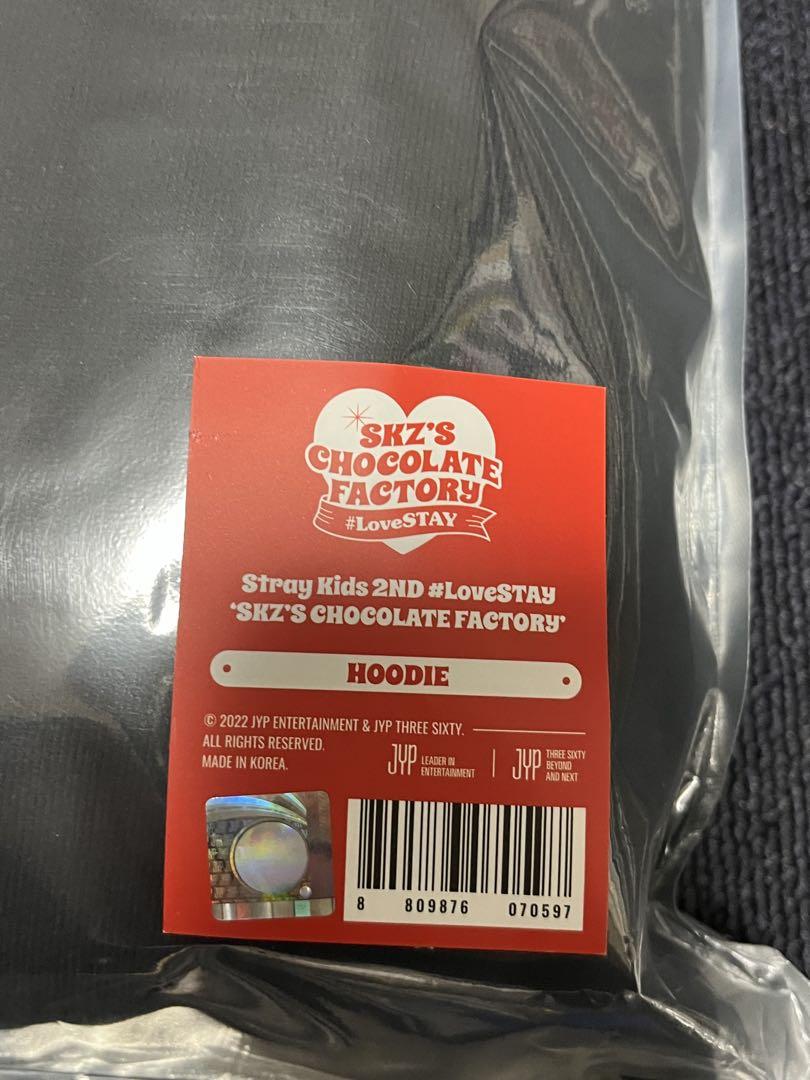 SKZ'S
CHOCOLATE
FACTORY
#LoveSTAY
Stray Kids 2ND #LoveSTAY
'SKZ'S CHOCOLATE FACTORY'
HOODIE
© 2022 JYP ENTERTAINMENT & JYP THREE SIXTY.
ALL RIGHTS RESERVED.
MADE IN KOREA.
JYP LEADER IN ENTERTAINMENT
JYP THREE SIXTY BEYOND AND NEXT
8 809876 070597